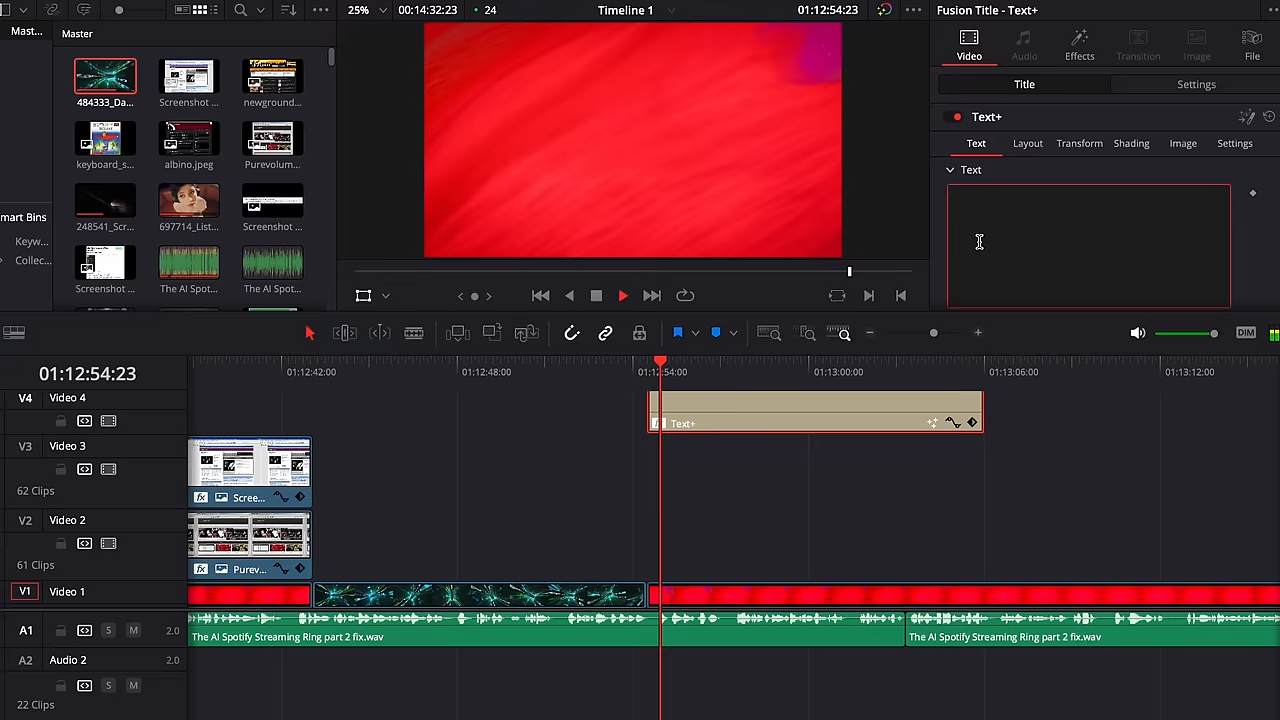 25%
00:14:32:23
24
Timeline 1
01:12:54:23
Fusion Title - Text+
Mast...
Master
Video
Audio
Effects
Transition
Image
File
Title
Settings
484333_Da...
Screenshot ...
newground...
Text+
Text
Layout
Transform
Shading
Image
Settings
keyboard_s...
albino.jpeg
Purevolum...
Text
mart Bins
248541_Sr...
697714_List...
Screenshot ...
Keyw...
Collec...
Screenshot ...
The AI Spot...
The AI Spot...
DIM
01:12:54:23
01:12:42:00
01:12:48:00
01:12:54:00
01:13:00:00
01:13:06:00
01:13:12:00
V4
Video 4
Text+
V3
Video 3
62 Clips
fx
Scree...
V2
Video 2
61 Clips
fx
Purev...
V1
Video 1
A1
S
M
2.0
The AI Spotify Streaming Ring part 2 fix.wav
The AI Spotify Streaming Ring part 2 fix.wav
A2
Audio 2
2.0
S
M
22 Clips